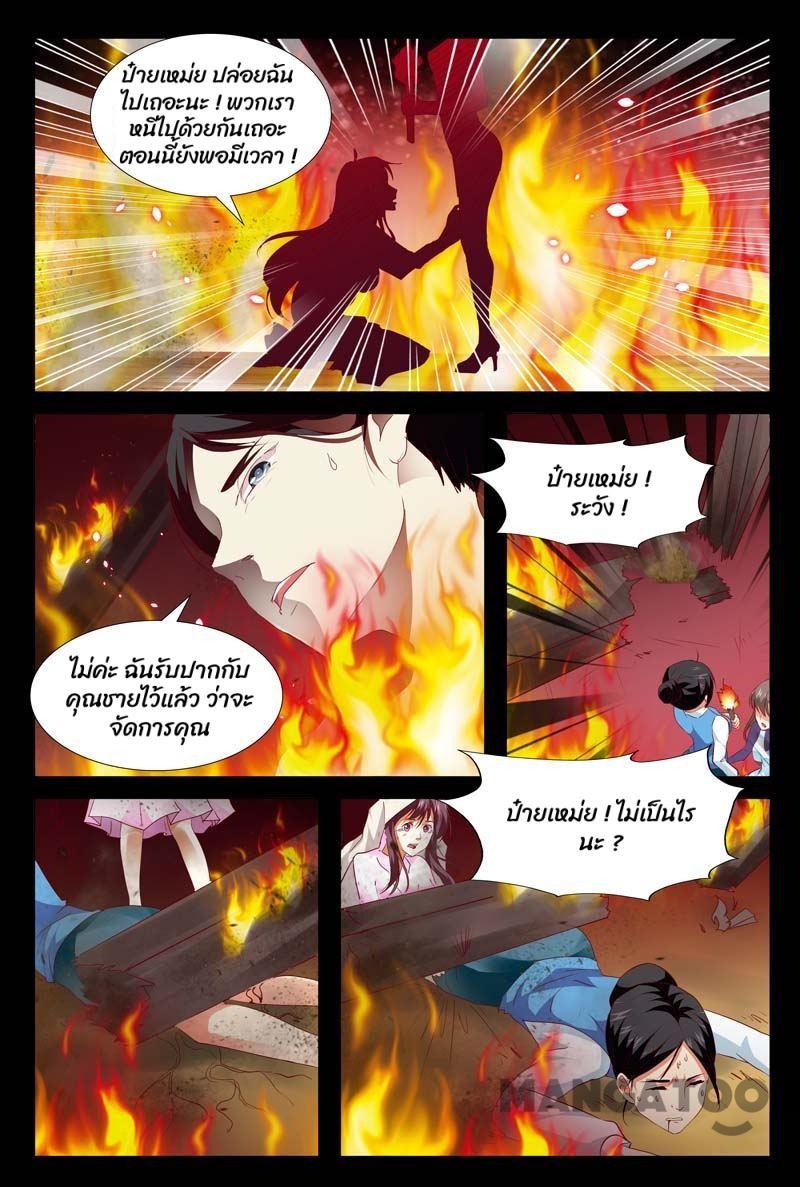 ป๋ายเหม่ย ปล่อยฉัน
ไปเถอะนะ ! พวกเรา
หนีไปด้วยกันเถอะ
ตอนนี้ยังพอมีเวลา !
ป๋ายเหม่ย !
ระวัง !
ไม่ค่ะ ฉันรับปากกับ
คุณชายไว้แล้ว ว่าจะ
จัดการคุณ
ป๋ายเหม่ย ! ไม่เป็นไร
นะ ?
MANGATOON